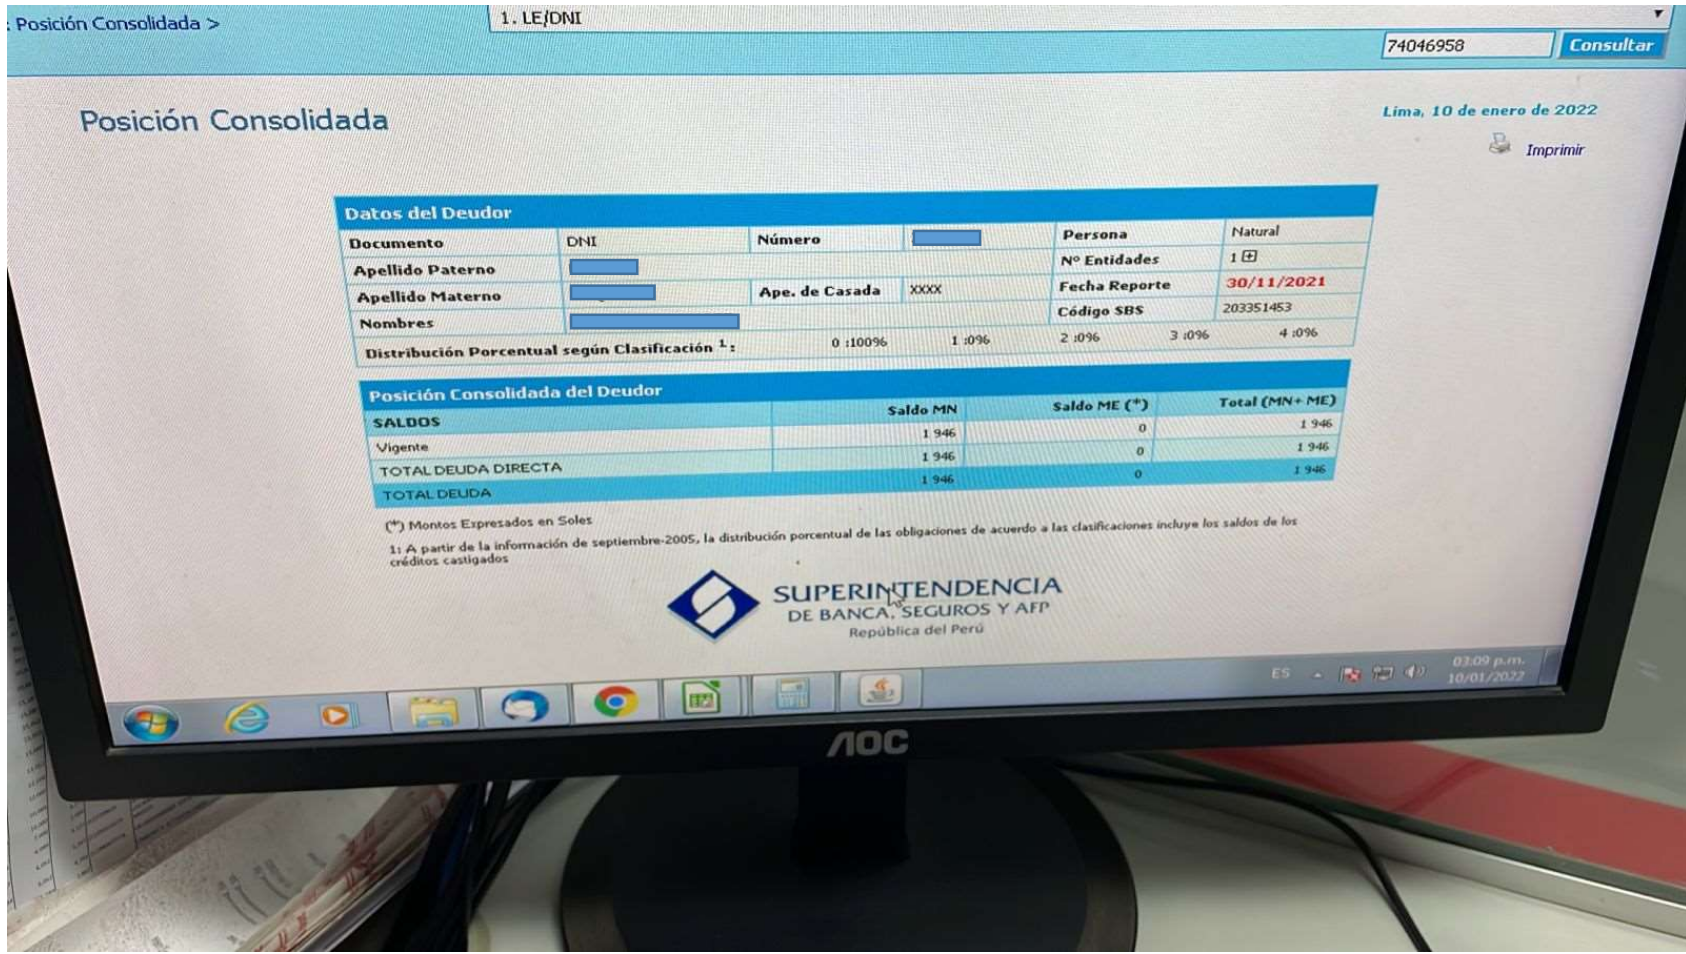 : Posición Consolidada >
1. LE/DNI
74046958 Consultar
Posición Consolidada
Lima, 10 de enero de 2022
Imprimir
Datos del Deudor
Documento DNI Número Persona Natural
Apellido Paterno Nº Entidades 1
Apellido Materno Ape. de Casada XXXX Fecha Reporte 30/11/2021
Nombres Código SBS 203351453
Distribución Porcentual según Clasificación 1: 0 :100% 1 :0% 2 :0% 3 :0% 4 :0%
Posición Consolidada del Deudor
SALDOS Saldo MN Saldo ME (*) Total (MN+ ME)
Vigente 1 946 0 1 946
TOTAL DEUDA DIRECTA 1 946 0 1 946
TOTAL DEUDA 1 946 0 1 946
(*) Montos Expresados en Soles
1: A partir de la información de septiembre-2005, la distribución porcentual de las obligaciones de acuerdo a las clasificaciones incluye los saldos de los
créditos castigados
SUPERINTENDENCIA
DE BANCA, SEGUROS Y AFP
República del Perú
ES 03:09 p.m.
10/01/2022
AOC